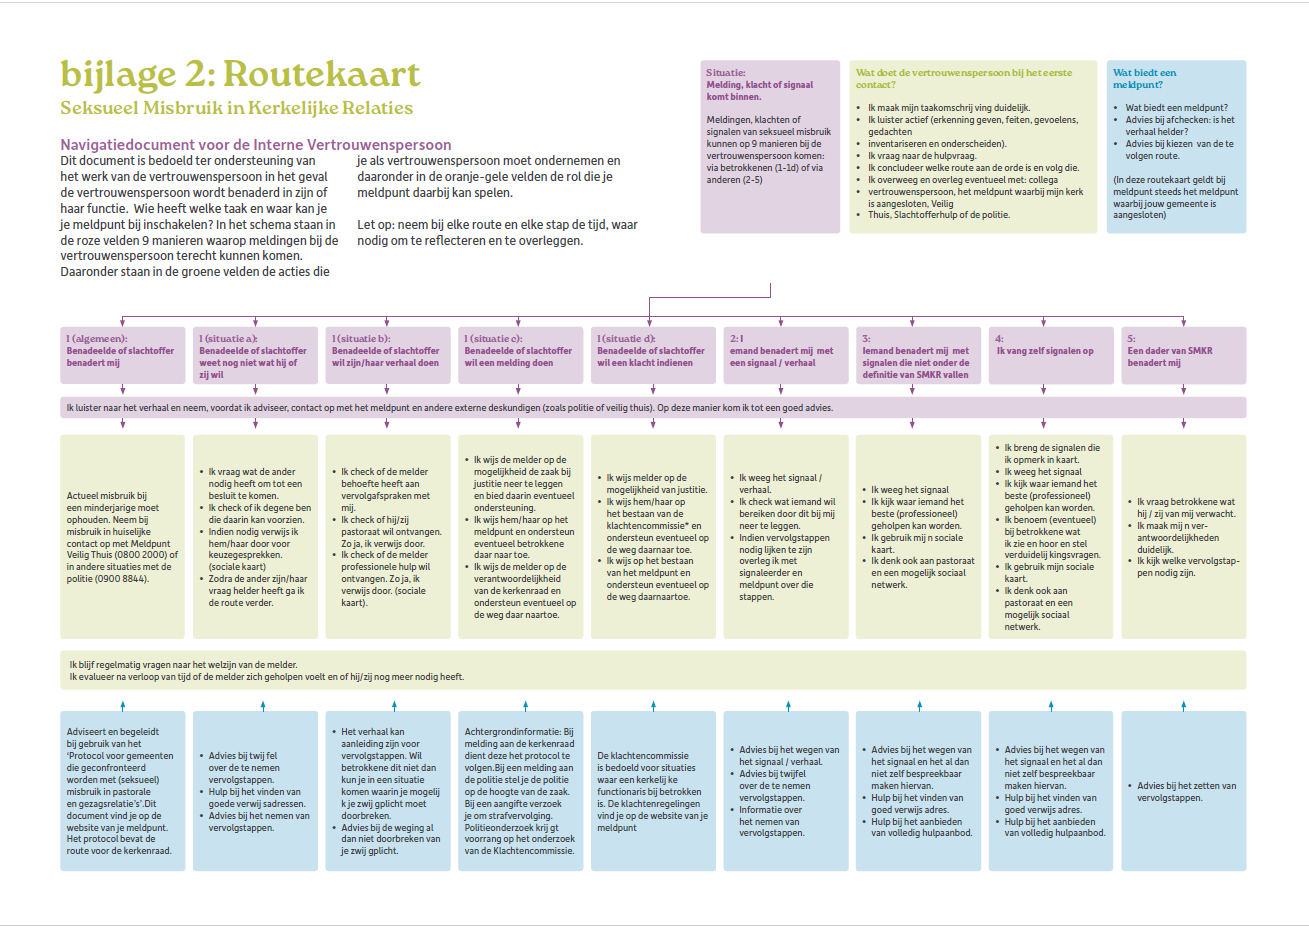 bijlage 2: Routekaart
Seksueel Misbruik in Kerkelijke Relaties
Navigatiedocument voor de Interne Vertrouwenspersoon
Dit document is bedoeld ter ondersteuning van
het werk van de vertrouwenspersoon in het geval
de vertrouwenspersoon wordt benaderd in zijn of
haar functie.  Wie heeft welke taak en waar kan je
je meldpunt bij inschakelen? In het schema staan in
de roze velden 9 manieren waarop meldingen bij de
vertrouwenspersoon terecht kunnen komen.
Daaronder staan in de groene velden de acties die
je als vertrouwenspersoon moet ondernemen en
daaronder in de oranje-gele velden de rol die je
meldpunt daarbij kan spelen.
Let op: neem bij elke route en elke stap de tijd, waar
nodig om te reflecteren en te overleggen.
Situatie:
Melding, klacht of signaal
komt binnen.
Meldingen, klachten of
signalen van seksueel misbruik
kunnen op 9 manieren bij de
vertrouwenspersoon komen:
via betrokkenen (1-1d) of via
anderen (2-5)
Wat doet de vertrouwenspersoon bij het eerste
contact?
• Ik maak mijn taakomschrij ving duidelijk.
• Ik luister actief (erkenning geven, feiten, gevoelens,
gedachten
• inventariseren en onderscheiden).
• Ik vraag naar de hulpvraag.
• Ik concludeer welke route aan de orde is en volg die.
• Ik overweeg en overleg eventueel met: collega
• vertrouwenspersoon, het meldpunt waarbij mijn kerk
is aangesloten, Veilig
• Thuis, Slachtofferhulp of de politie.
Wat biedt een
meldpunt?
• Wat biedt een meldpunt?
• Advies bij afchecken: is het
verhaal helder?
• Advies bij kiezen  van de te
volgen route.
(In deze routekaart geldt bij
meldpunt steeds het meldpunt
waarbij jouw gemeente is
aangesloten)
1 (algemeen):
Benadeelde of slachtoffer
benadert mij
1 (situatie a):
Benadeelde of slachtoffer
weet nog niet wat hij of
zij wil
1 (situatie b):
Benadeelde of slachtoffer
wil zijn/haar verhaal doen
1 (situatie c):
Benadeelde of slachtoffer
wil een melding doen
1 (situatie d):
Benadeelde of slachtoffer
wil een klacht indienen
2: I
emand benadert mij  met
een signaal / verhaal
3:
Iemand benadert mij  met
signalen die niet onder de
definitie van SMKR vallen
4:
Ik vang zelf signalen op
5:
Een dader van SMKR
benadert mij
Ik luister naar het verhaal en neem, voordat ik adviseer, contact op met het meldpunt en andere externe deskundigen (zoals politie of veilig thuis). Op deze manier kom ik tot een goed advies.
Actueel misbruik bij
een minderjarige moet
ophouden. Neem bij
misbruik in huiselijke
contact op met Meldpunt
Veilig Thuis (0800 2000) of
in andere situaties met de
politie (0900 8844).
• Ik vraag wat de ander
nodig heeft om tot een
besluit te komen.
• Ik check of ik degene ben
die daarin kan voorzien.
• Indien nodig verwijs ik
hem/haar door voor
keuzegesprekken.
(sociale kaart)
• Zodra de ander zijn/haar
vraag helder heeft ga ik
de route verder.
• Ik check of de melder
behoefte heeft aan
vervolgafspraken met
mij.
• Ik check of hij/zij
pastoraat wil ontvangen.
Zo ja, ik verwijs door.
• Ik check of de melder
professionele hulp wil
ontvangen. Zo ja, ik
verwijs door. (sociale
kaart).
• Ik wijs de melder op de
mogelijkheid de zaak bij
justitie neer te leggen
en bied daarin eventueel
ondersteuning.
• Ik wijs hem/haar op het
meldpunt en ondersteun
eventueel betrokkene
daar naar toe.
• Ik wijs de melder op de
verantwoordelijkheid
van de kerkenraad en
ondersteun eventueel op
de weg daar naartoe.
• Ik wijs melder op de
mogelijkheid van justitie.
• Ik wijs hem/haar op
het bestaan van de
klachtencommissie* en
ondersteun eventueel op
de weg daarnaar toe.
• Ik wijs op het bestaan
van het meldpunt en
ondersteun eventueel op
de weg daarnaartoe.
• Ik weeg het signaal /
verhaal.
• Ik check wat iemand wil
bereiken door dit bij mij
neer te leggen.
• Indien vervolgstappen
nodig lijken te zijn
overleg ik met
signaleerder en
meldpunt over die
stappen.
• Ik weeg het signaal
• Ik kijk waar iemand het
beste (professioneel)
geholpen kan worden.
• Ik gebruik mij n sociale
kaart.
• Ik denk ook aan pastoraat
en een mogelijk sociaal
netwerk.
• Ik breng de signalen die
ik opmerk in kaart.
• Ik weeg het signaal
• Ik kijk waar iemand het
beste (professioneel)
geholpen kan worden.
• Ik benoem (eventueel)
bij betrokkene wat
ik zie en hoor en stel
verduidelij kingsvragen.
• Ik gebruik mijn sociale
kaart.
• Ik denk ook aan
pastoraat en een
mogelijk sociaal
netwerk.
• Ik vraag betrokkene wat
hij / zij van mij verwacht.
• Ik maak mij n ver-
antwoordelijkheden
duidelijk.
• Ik kijk welke vervolgstap-
pen nodig zijn.
Ik blijf regelmatig vragen naar het welzijn van de melder.
Ik evalueer na verloop van tijd of de melder zich geholpen voelt en of hij/zij nog meer nodig heeft.
Adviseert en begeleidt
bij gebruik van het
'Protocol voor gemeenten
die geconfronteerd
worden met (seksueel)
misbruik in pastorale
en gezagsrelatie's'.Dit
document vind je op de
website van je meldpunt.
Het protocol bevat de
route voor de kerkenraad.
• Advies bij twij fel
over de te nemen
vervolgstappen.
• Hulp bij het vinden van
goede verwij sadressen.
• Advies bij het nemen van
vervolgstappen.
• Het verhaal kan
aanleiding zijn voor
vervolgstappen. Wil
betrokkene dit niet dan
kun je in een situatie
komen waarin je mogelij
k je zwij gplicht moet
doorbreken.
• Advies bij de weging al
dan niet doorbreken van
je zwij gplicht.
Achtergrondinformatie: Bij
melding aan de kerkenraad
dient deze het protocol te
volgen.Bij een melding aan
de politie stel je de politie
op de hoogte van de zaak.
Bij een aangifte verzoek
je om strafvervolging.
Politieonderzoek krij gt
voorrang op het onderzoek
van de Klachtencommissie.
De klachtencommissie
is bedoeld voor situaties
waar een kerkelij ke
functionaris bij betrokken
is. De klachtenregelingen
vind je op de website van je
meldpunt
• Advies bij het wegen van
het signaal / verhaal.
• Advies bij twijfel
over de te nemen
vervolgstappen.
• Informatie over
het nemen van
vervolgstappen.
• Advies bij het wegen van
het signaal en het al dan
niet zelf bespreekbaar
maken hiervan.
• Hulp bij het vinden van
goed verwijs adres.
• Hulp bij het aanbieden
van volledig hulpaanbod.
• Advies bij het wegen van
het signaal en het al dan
niet zelf bespreekbaar
maken hiervan.
• Hulp bij het vinden van
goed verwijs adres.
• Hulp bij het aanbieden
van volledig hulpaanbod.
• Advies bij het zetten van
vervolgstappen.